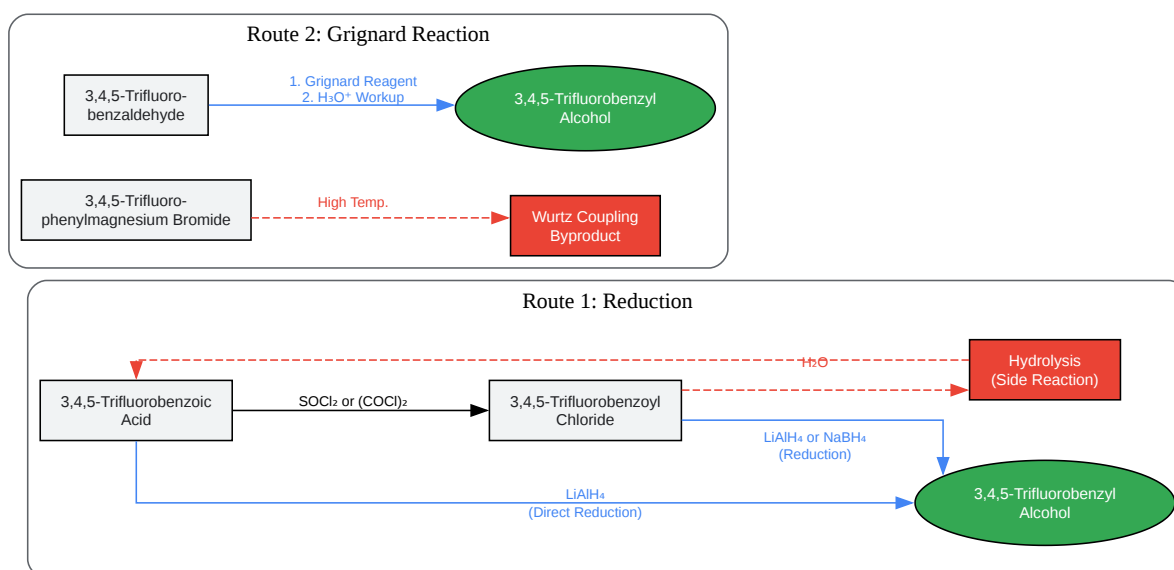 Route 2: Grignard Reaction
3,4,5-Trifluoro-
benzaldehyde
1. Grignard Reagent
2. H₃O⁺ Workup
3,4,5-Trifluorobenzyl
Alcohol
3,4,5-Trifluoro-
phenylmagnesium Bromide
High Temp.
Wurtz Coupling
Byproduct
Route 1: Reduction
H₂O
Hydrolysis
(Side Reaction)
3,4,5-Trifluorobenzoic
Acid
SOCl₂ or (COCl)₂
3,4,5-Trifluorobenzoyl
Chloride
LiAlH₄ or NaBH₄
(Reduction)
LiAlH₄
(Direct Reduction)
3,4,5-Trifluorobenzyl
Alcohol